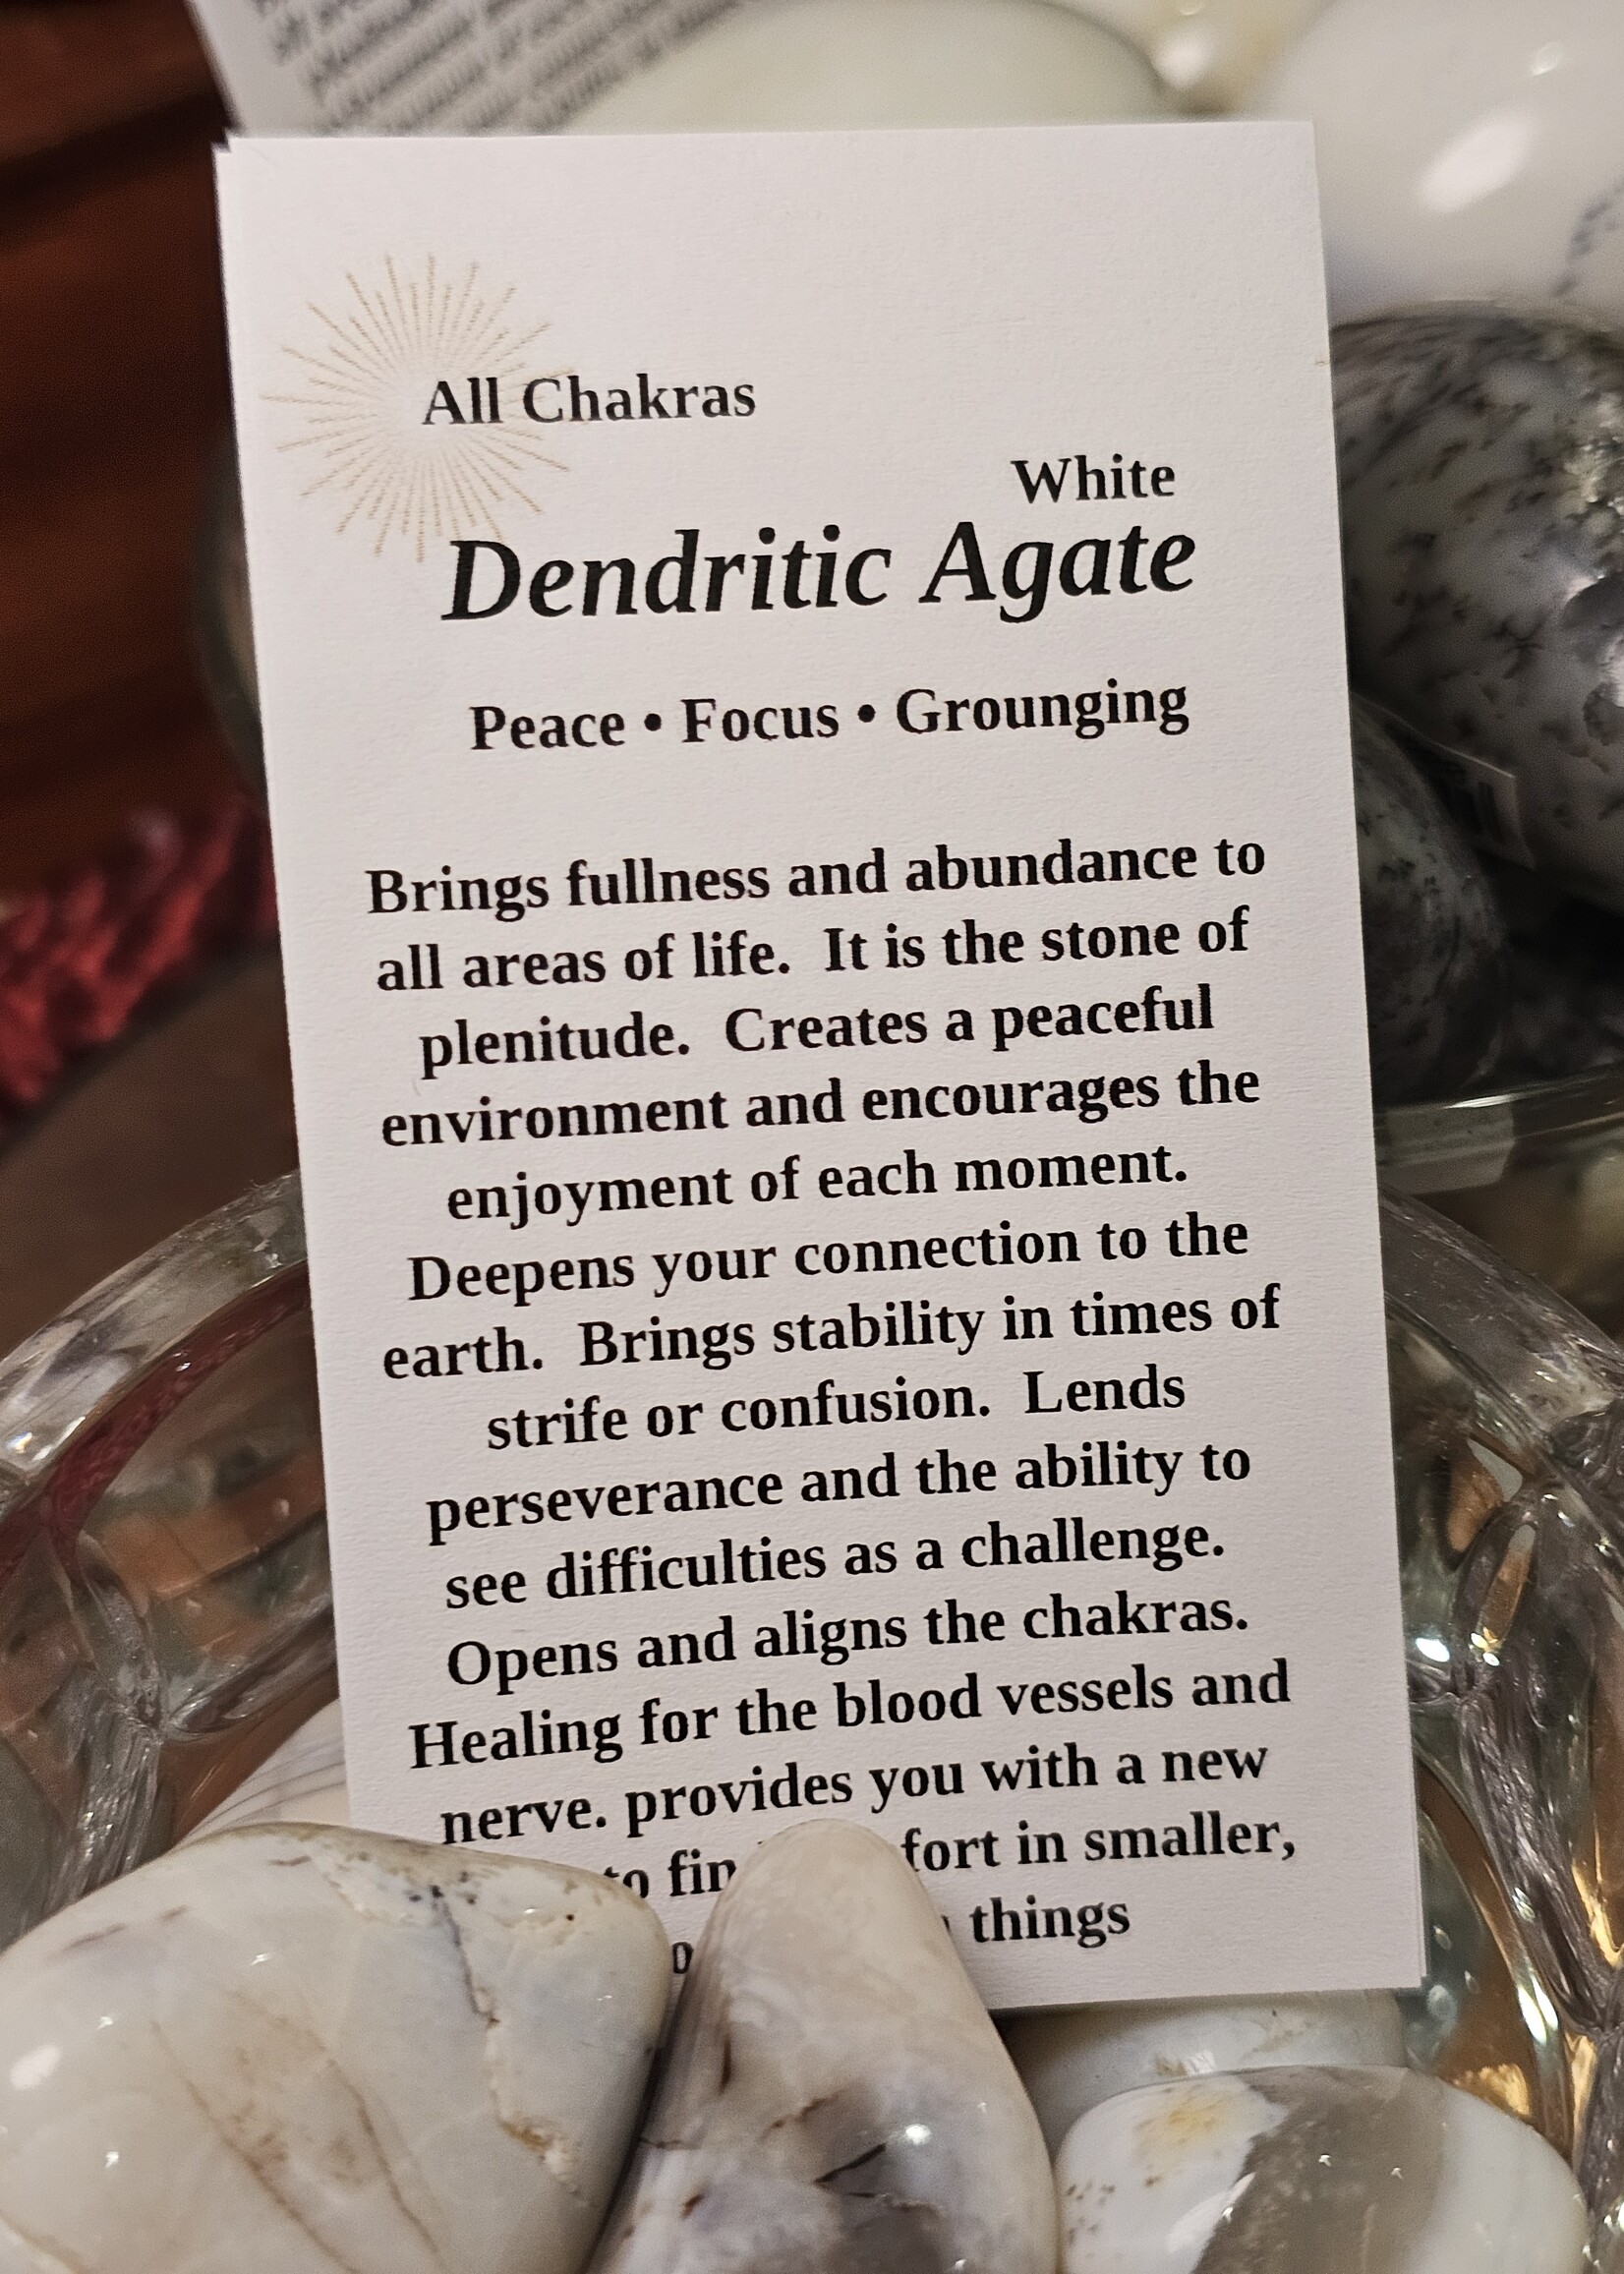 All Chakras
White
Dendritic Agate
Peace • Focus • Grounging
Brings fullness and abundance to
all areas of life. It is the stone of
plenitude. Creates a peaceful
environment and encourages the
enjoyment of each moment.
Deepens your connection to the
earth. Brings stability in times of
strife or confusion. Lends
perseverance and the ability to
see difficulties as a challenge.
Opens and aligns the chakras.
Healing for the blood vessels and
nerve. provides you with a new
to in smaller,
things